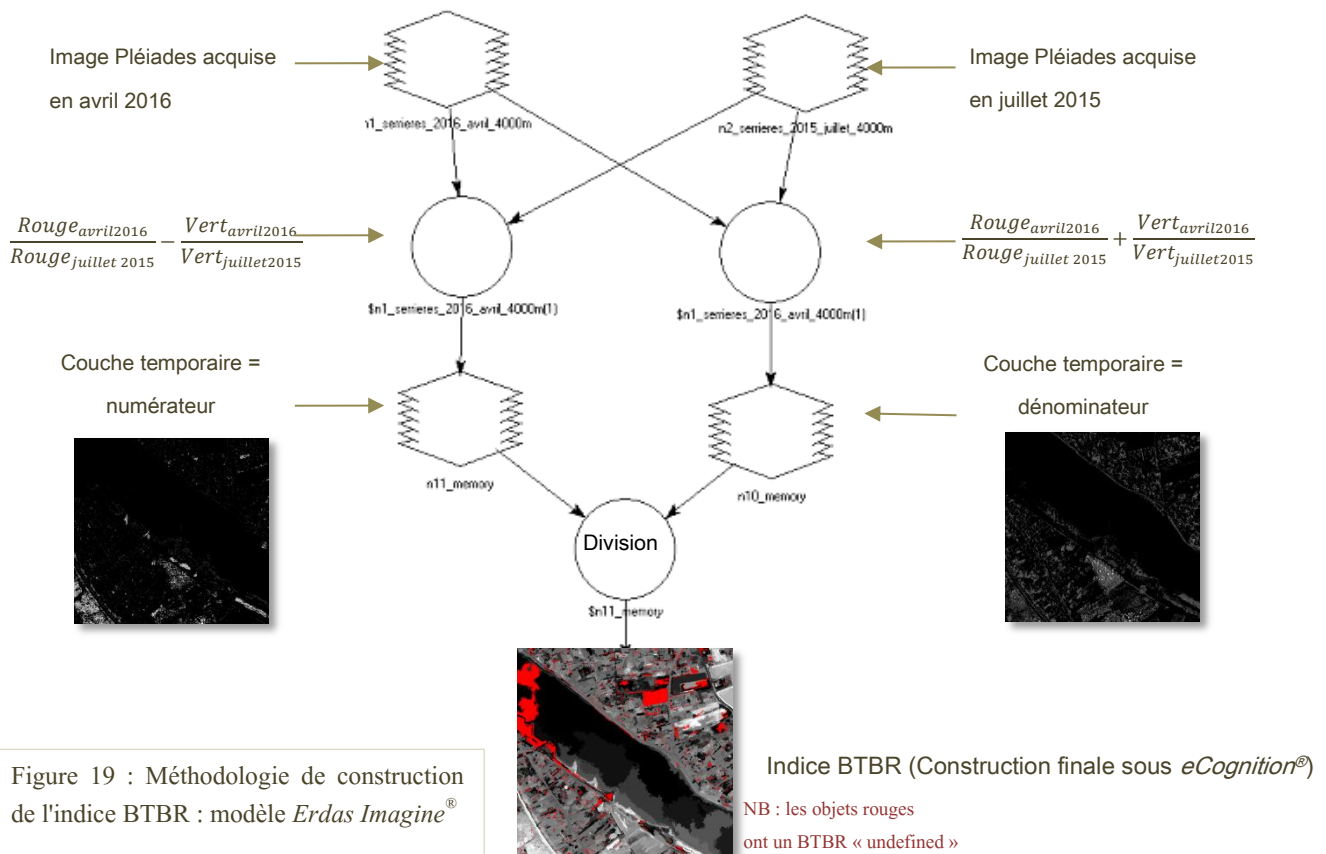 Image Pléiades acquise
en avril 2016
Image Pléiades acquise
en juillet 2015
n1_serrieres_2016_avril_4000m
n2_serrieres_2015_juillet_4000m
Rouge_avril2016 / Rouge_juillet 2015 − Vert_avril2016 / Vert_juillet2015
Rouge_avril2016 / Rouge_juillet 2015 + Vert_avril2016 / Vert_juillet2015
$n1_serrieres_2016_avril_4000m(1)
$n1_serrieres_2016_avril_4000m(1)
Couche temporaire =
numérateur
Couche temporaire =
dénominateur
n11_memory
n10_memory
Division
$n11_memory
Figure 19 : Méthodologie de construction
de l'indice BTBR : modèle Erdas Imagine®
Indice BTBR (Construction finale sous eCognition®)
NB : les objets rouges
ont un BTBR « undefined »